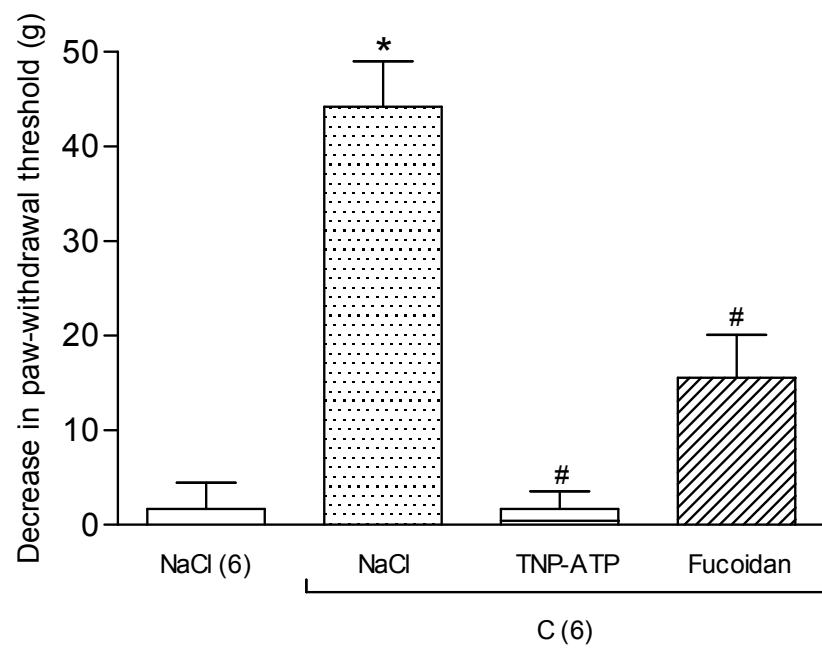 Decrease in paw-withdrawal threshold (g)
50
40
30
20
10
0
*
#
#
NaCl (6)
NaCl
TNP-ATP
Fucoidan
C (6)